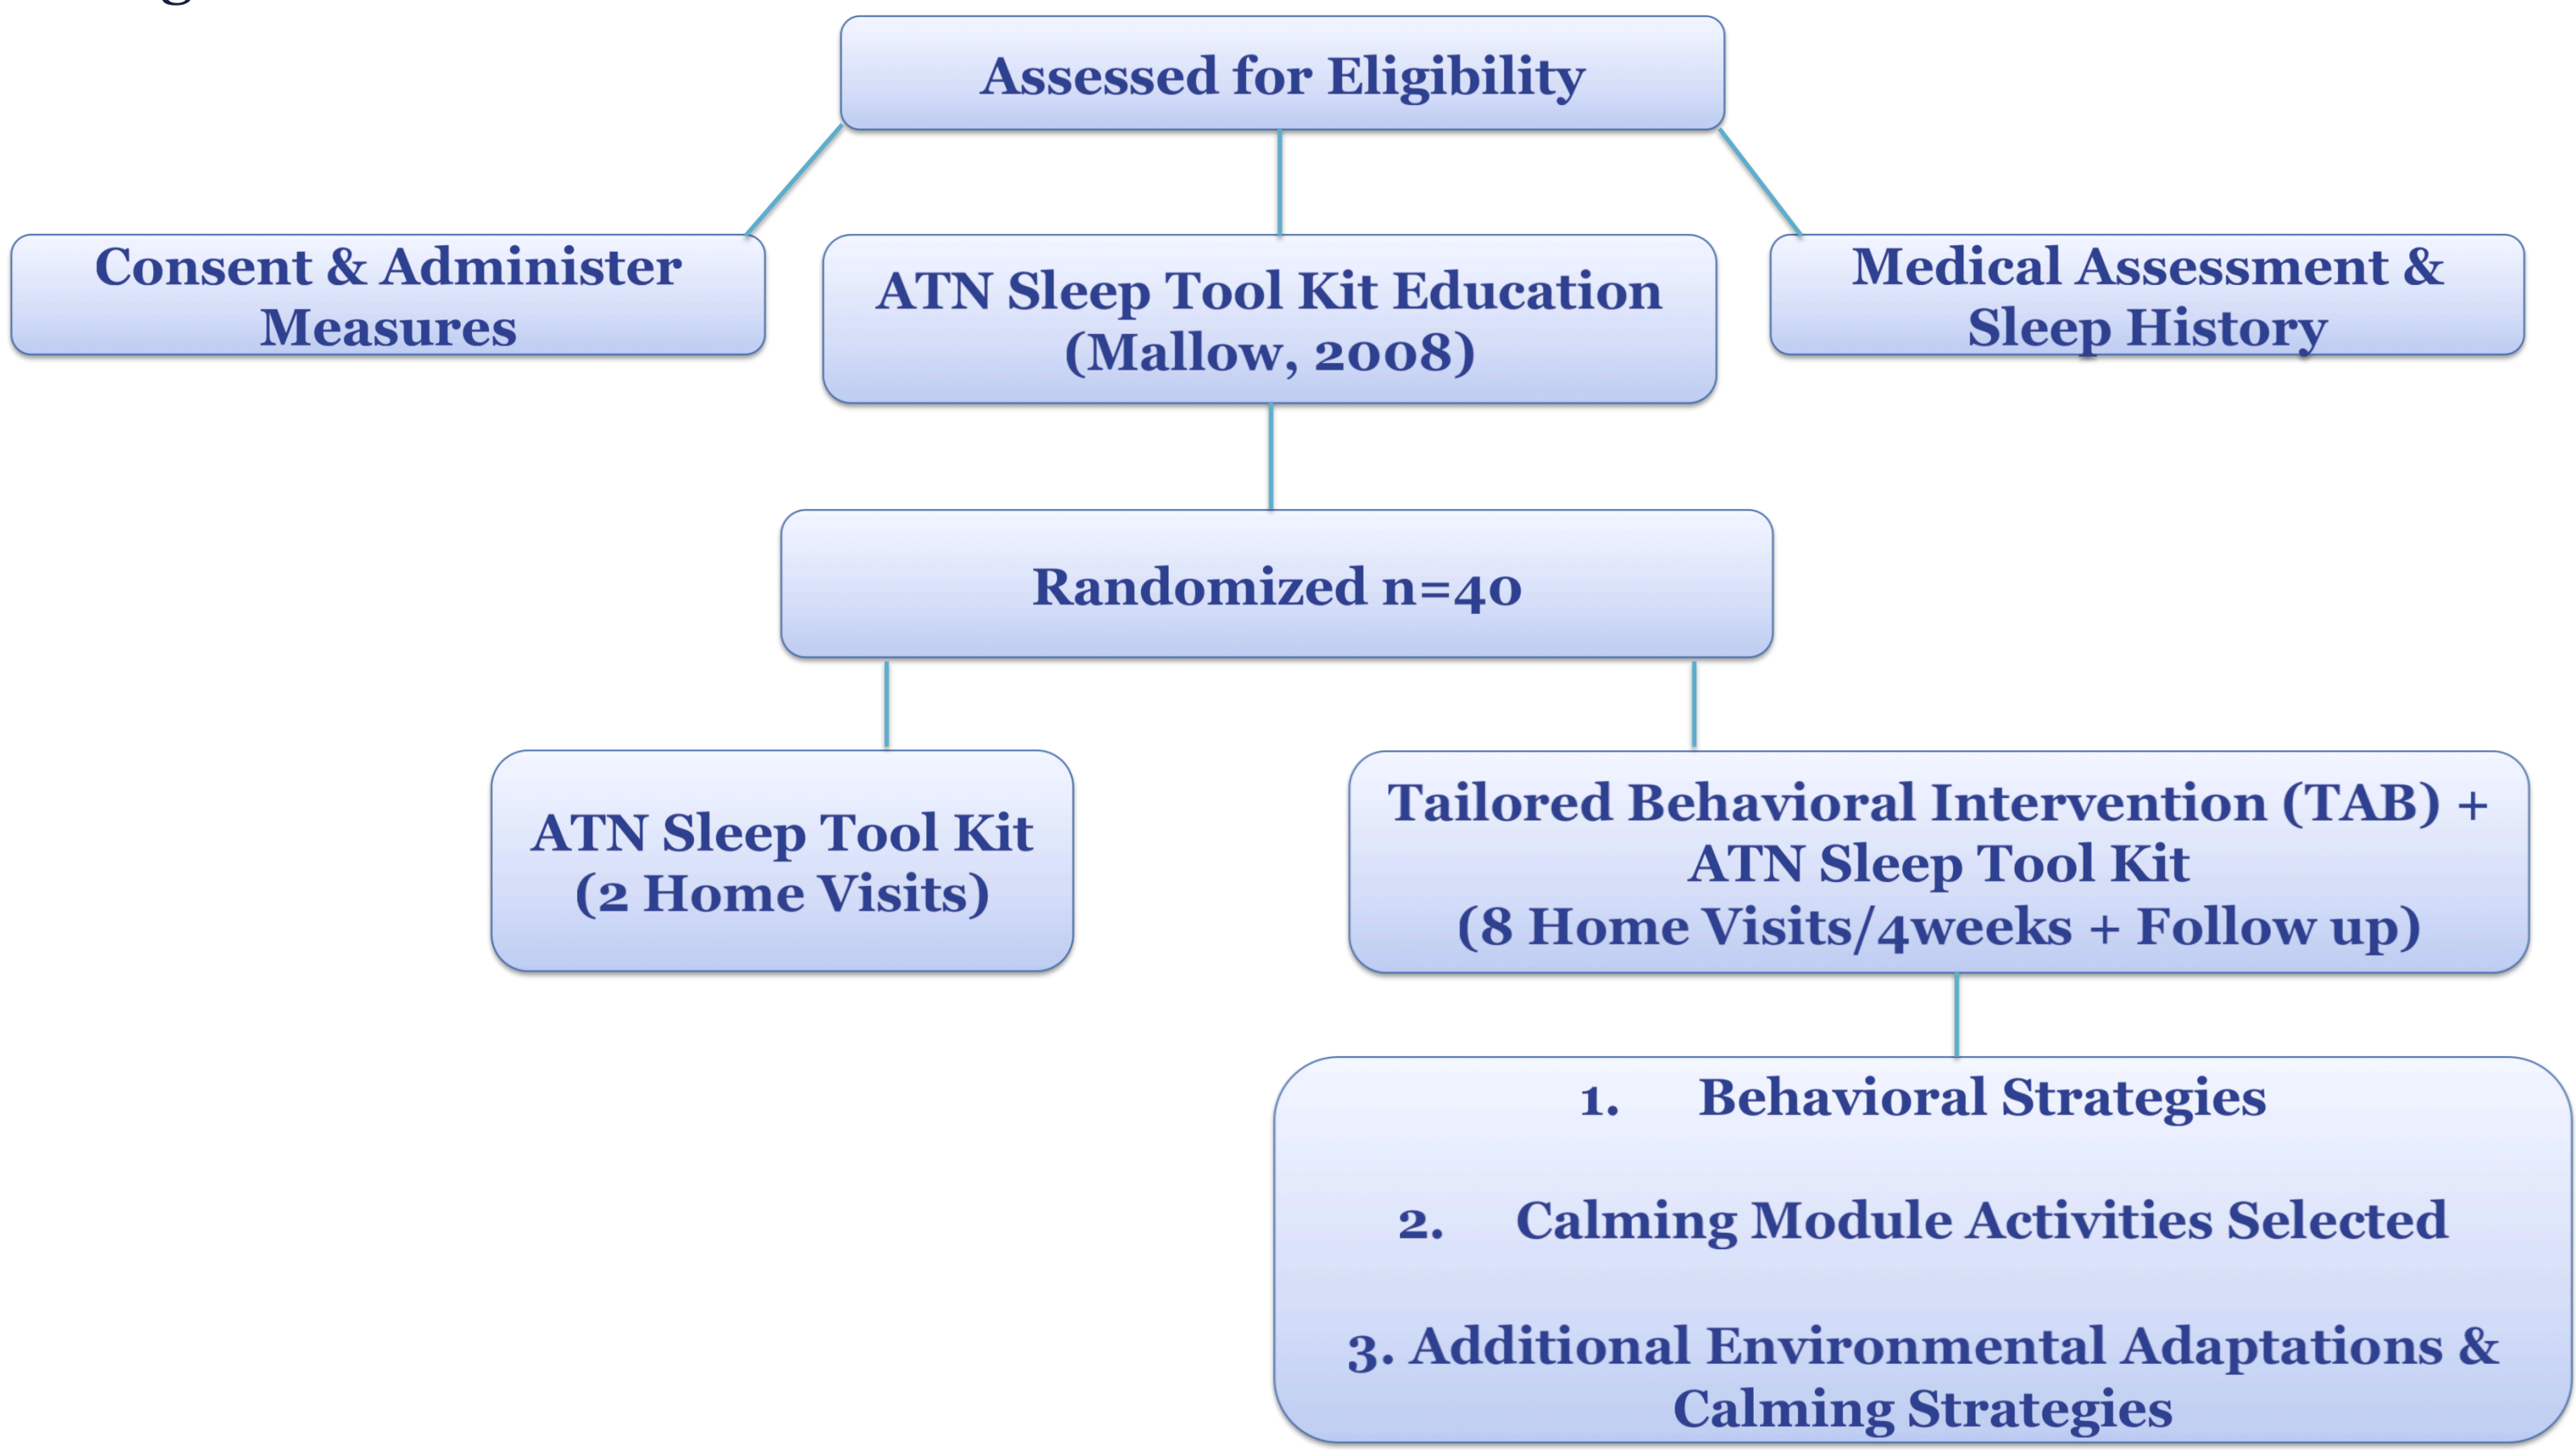 Assessed for Eligibility
Consent & Administer
Measures
ATN Sleep Tool Kit Education
(Mallow, 2008)
Medical Assessment &
Sleep History
Randomized n=40
ATN Sleep Tool Kit
(2 Home Visits)
Tailored Behavioral Intervention (TAB) +
ATN Sleep Tool Kit
(8 Home Visits/4weeks + Follow up)
1. Behavioral Strategies
2. Calming Module Activities Selected
3. Additional Environmental Adaptations &
Calming Strategies